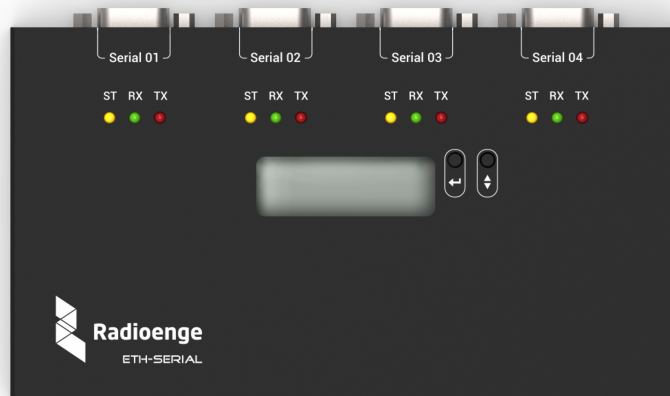 Serial 01 Serial 02 Serial 03 Serial 04
ST RX TX ST RX TX ST RX TX ST RX TX
Radioenge
ETH-SERIAL